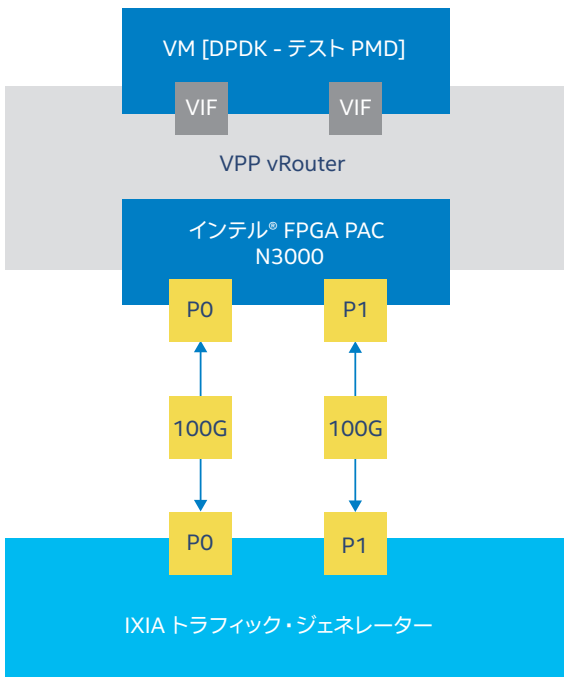 VM [DPDK - テスト PMD]
VIF
VIF
VPP vRouter
インテル® FPGA PAC
N3000
P0
P1
100G
100G
P0
P1
IXIA トラフィック・ジェネレーター